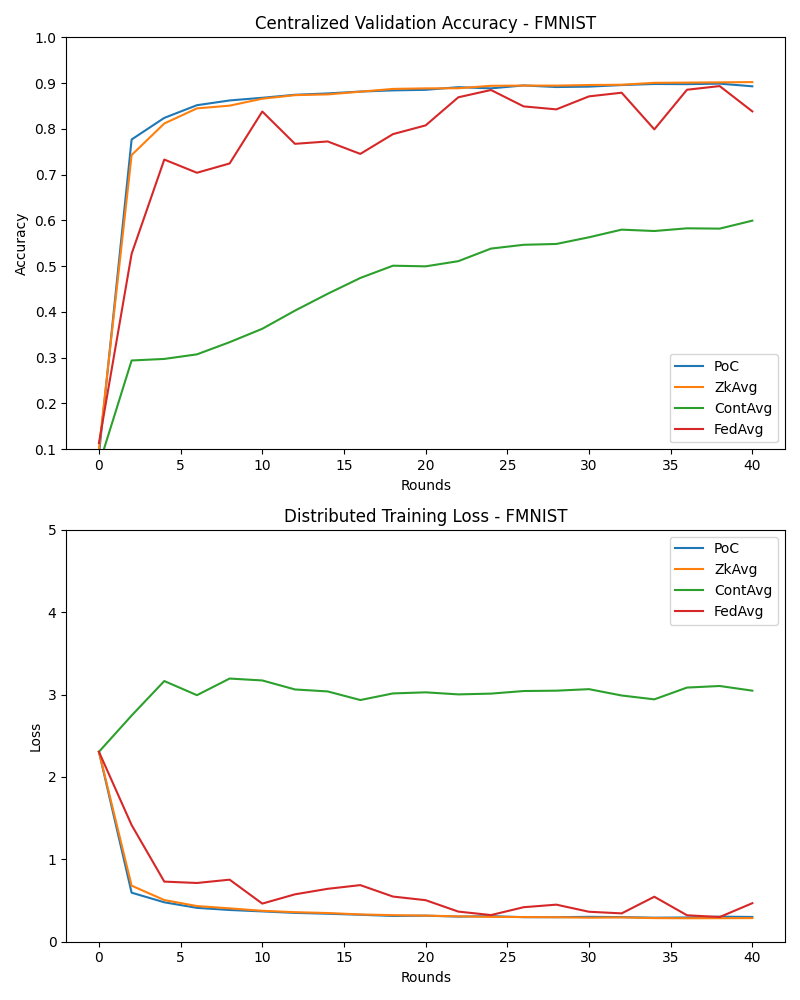 Centralized Validation Accuracy - FMNIST
1.0
0.9
0.8
0.7
0.6
0.5
0.4
0.3
0.2
0.1
Accuracy
PoC
ZkAvg
ContAvg
FedAvg
0 5 10 15 20 25 30 35 40
Rounds
Distributed Training Loss - FMNIST
5
4
3
2
1
0
Loss
PoC
ZkAvg
ContAvg
FedAvg
0 5 10 15 20 25 30 35 40
Rounds